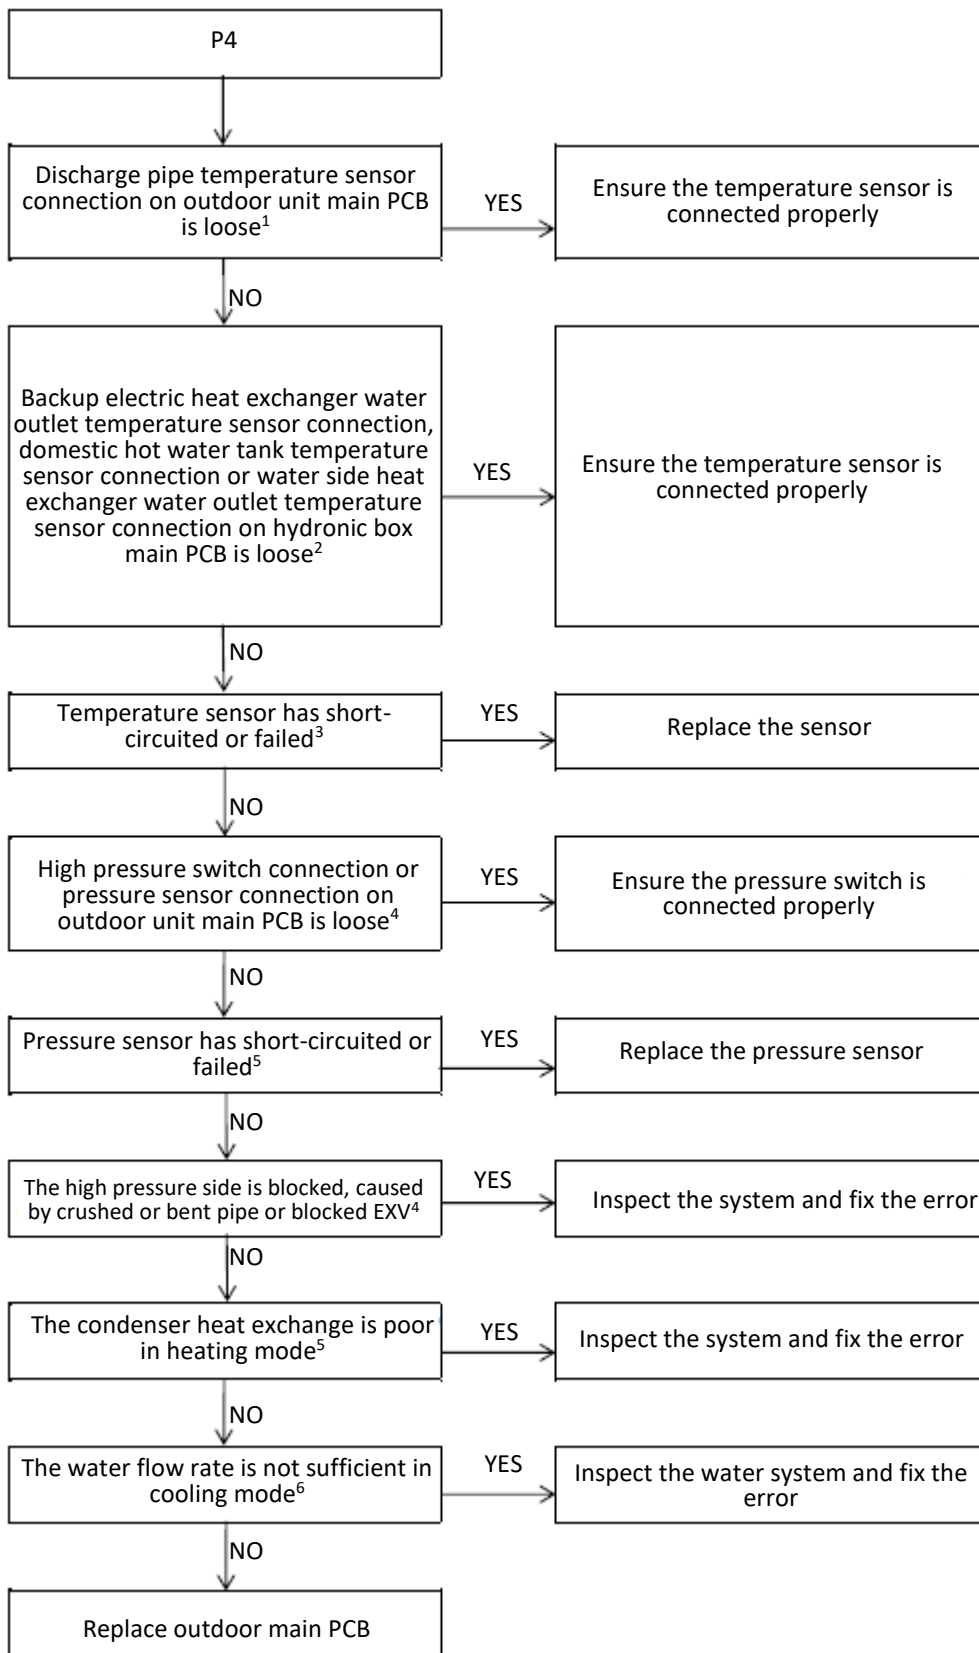 P4
Discharge pipe temperature sensor
connection on outdoor unit main PCB
is loose1
YES
Ensure the temperature sensor is
connected properly
NO
Backup electric heat exchanger water
outlet temperature sensor connection,
domestic hot water tank temperature
sensor connection or water side heat
exchanger water outlet temperature
sensor connection on hydronic box
main PCB is loose2
YES
Ensure the temperature sensor is
connected properly
NO
Temperature sensor has short-
circuited or failed3
YES
Replace the sensor
NO
High pressure switch connection or
pressure sensor connection on
outdoor unit main PCB is loose4
YES
Ensure the pressure switch is
connected properly
NO
Pressure sensor has short-circuited or
failed5
YES
Replace the pressure sensor
NO
The high pressure side is blocked, caused
by crushed or bent pipe or blocked EXV4
YES
Inspect the system and fix the error
NO
The condenser heat exchange is poor
in heating mode5
YES
Inspect the system and fix the error
NO
The water flow rate is not sufficient in
cooling mode6
YES
Inspect the water system and fix the
error
NO
Replace outdoor main PCB